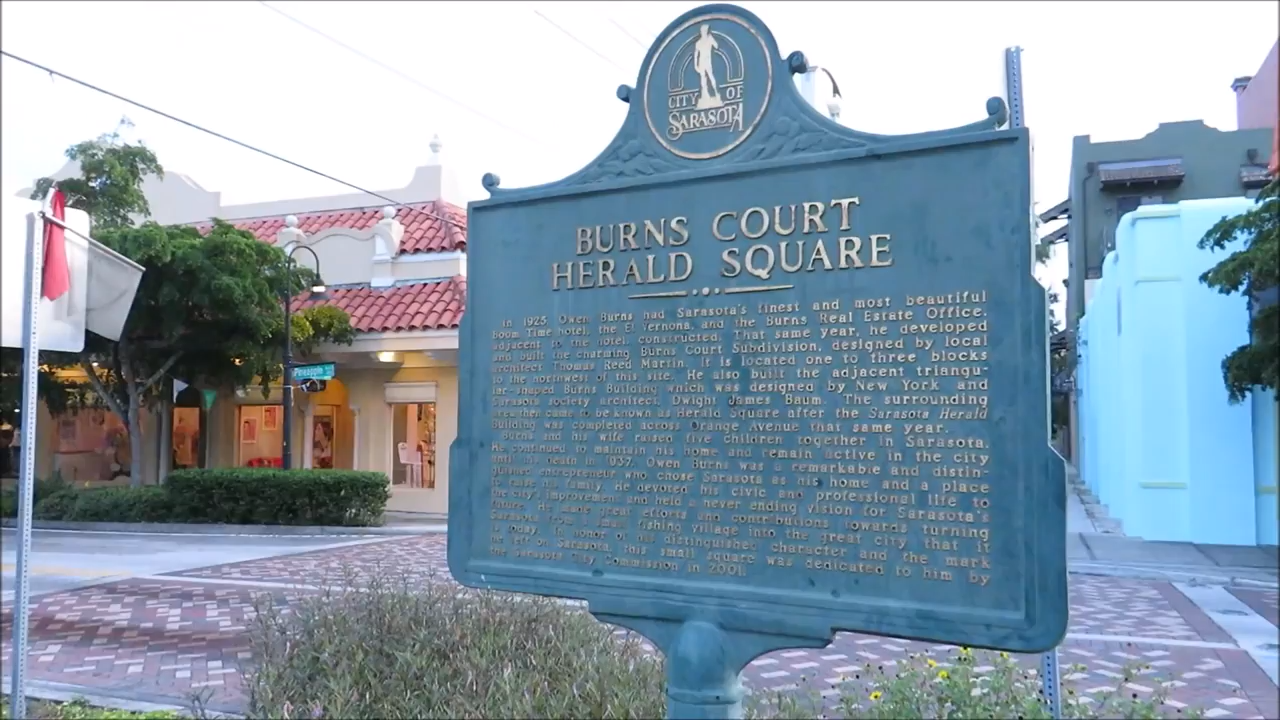 CITY OF
SARASOTA
BURNS COURT
HERALD SQUARE
In 1925 Owen Burns had Sarasota's finest and most beautiful
Boom Time hotel, the El Vernona, and the Burns Real Estate Office,
adjacent to the hotel, constructed. That same year, he developed
and built the charming Burns Court Subdivision, designed by local
architect Thomas Reed Martin. It is located one to three blocks
to the northwest of this site. He also built the adjacent triangu-
lar-shaped Burns Building which was designed by New York and
Sarasota society architect, Dwight James Baum. The surrounding
area then came to be known as Herald Square after the Sarasota Herald
Building was completed across Orange Avenue that same year.
Burns and his wife raised five children together in Sarasota.
He continued to maintain his home and remain active in the city
until his death in 1937. Owen Burns was a remarkable and distin-
guished entrepreneur who chose Sarasota as his home and a place
to raise his family. He devoted his civic and professional life to
the city's improvement and held a never ending vision for Sarasota's
future. He made great efforts and contributions towards turning
Sarasota from a small fishing village into the great city that it
is today. In honor of his distinguished character and the mark
he left on Sarasota, this small square was dedicated to him by
the Sarasota City Commission in 2001.
Pineapple